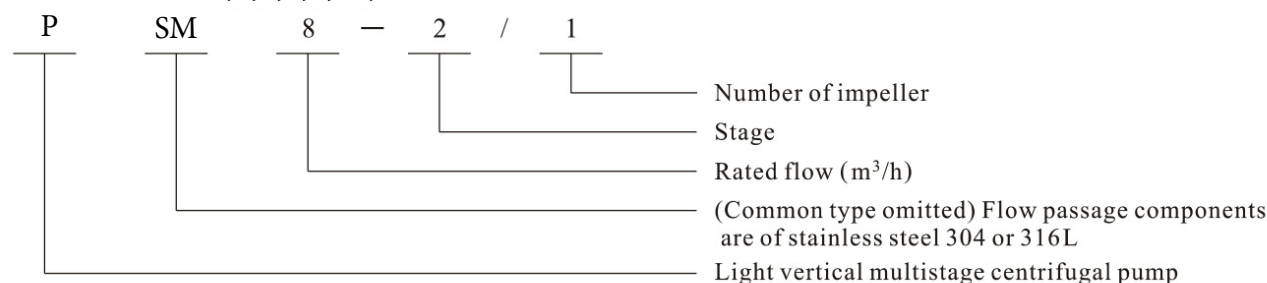 P SM 8 — 2 / 1
Number of impeller
Stage
Rated flow (m³/h)
(Common type omitted) Flow passage components
are of stainless steel 304 or 316L
Light vertical multistage centrifugal pump